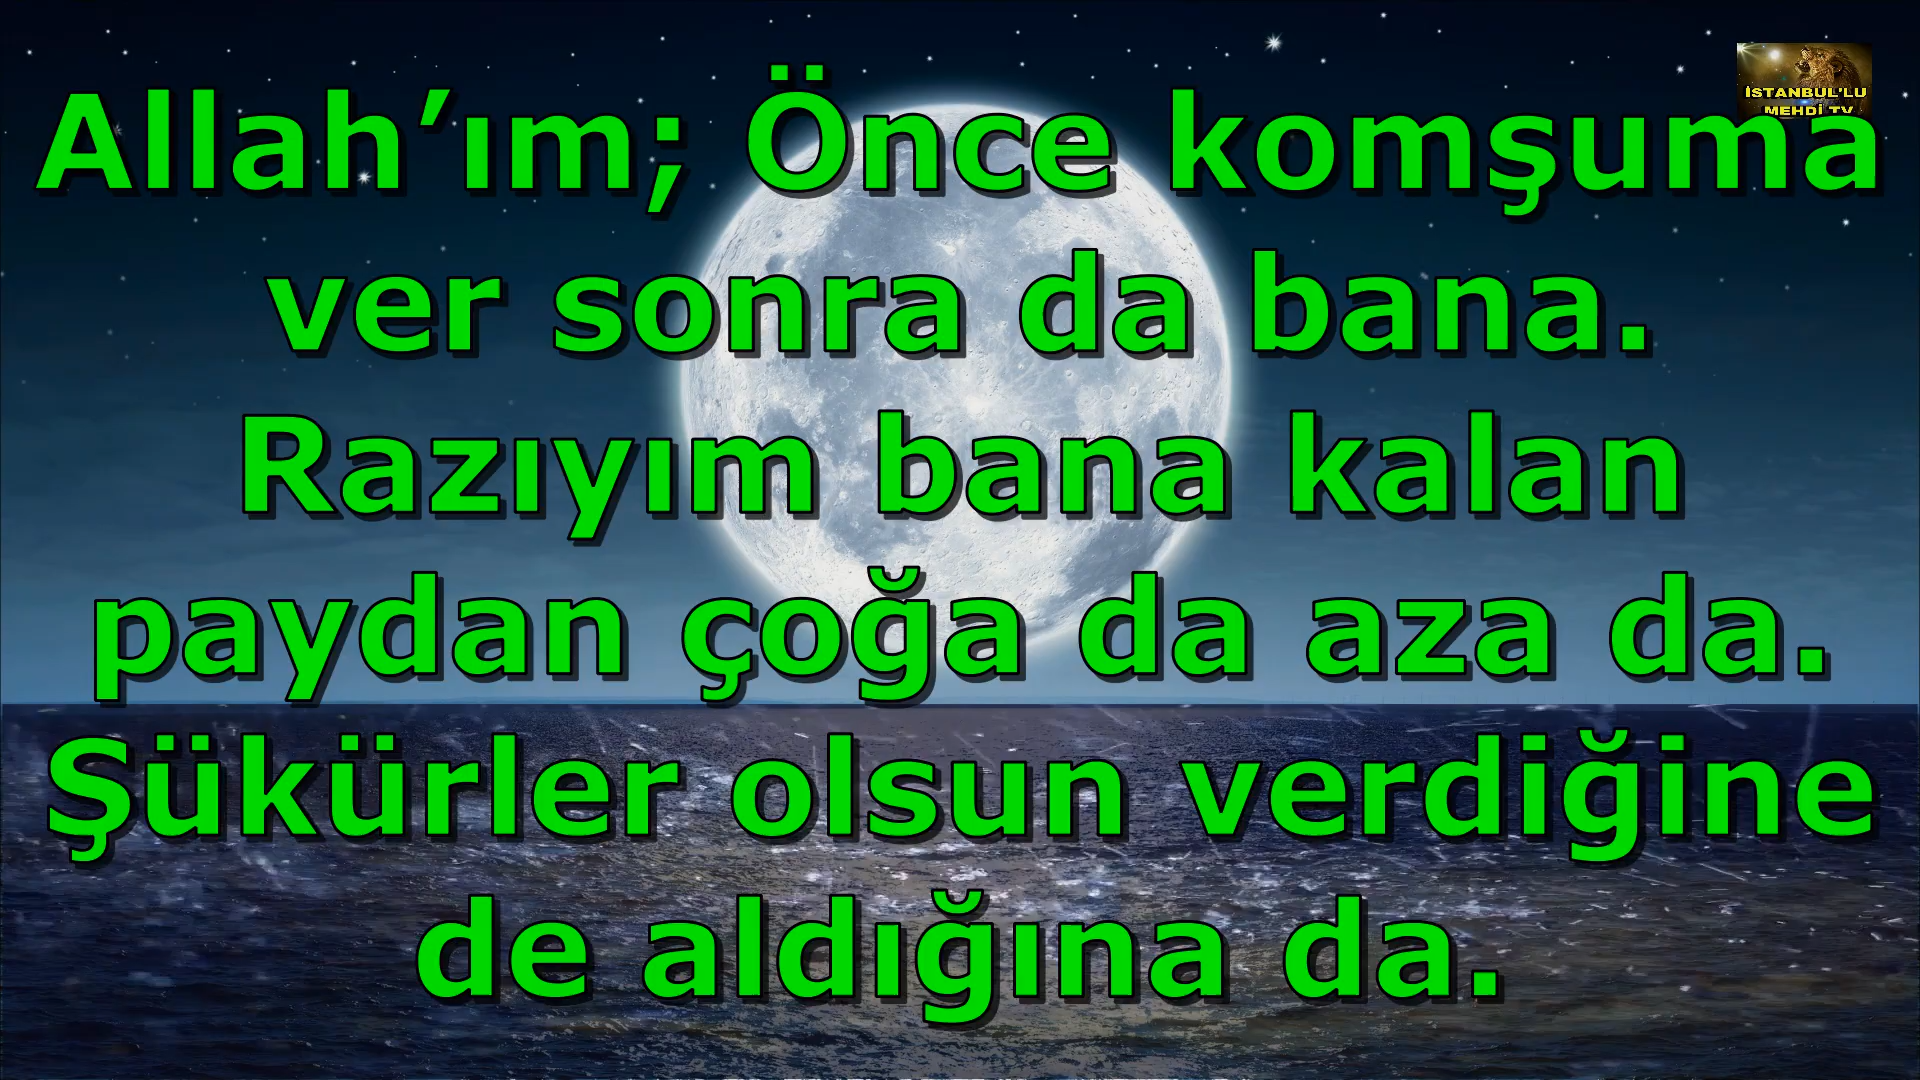 İSTANBUL'LU
MEHDİ TV
Allah’ım; Önce komşuma
ver sonra da bana.
Razıyım bana kalan
paydan çoğa da aza da.
Şükürler olsun verdiğine
de aldığına da.